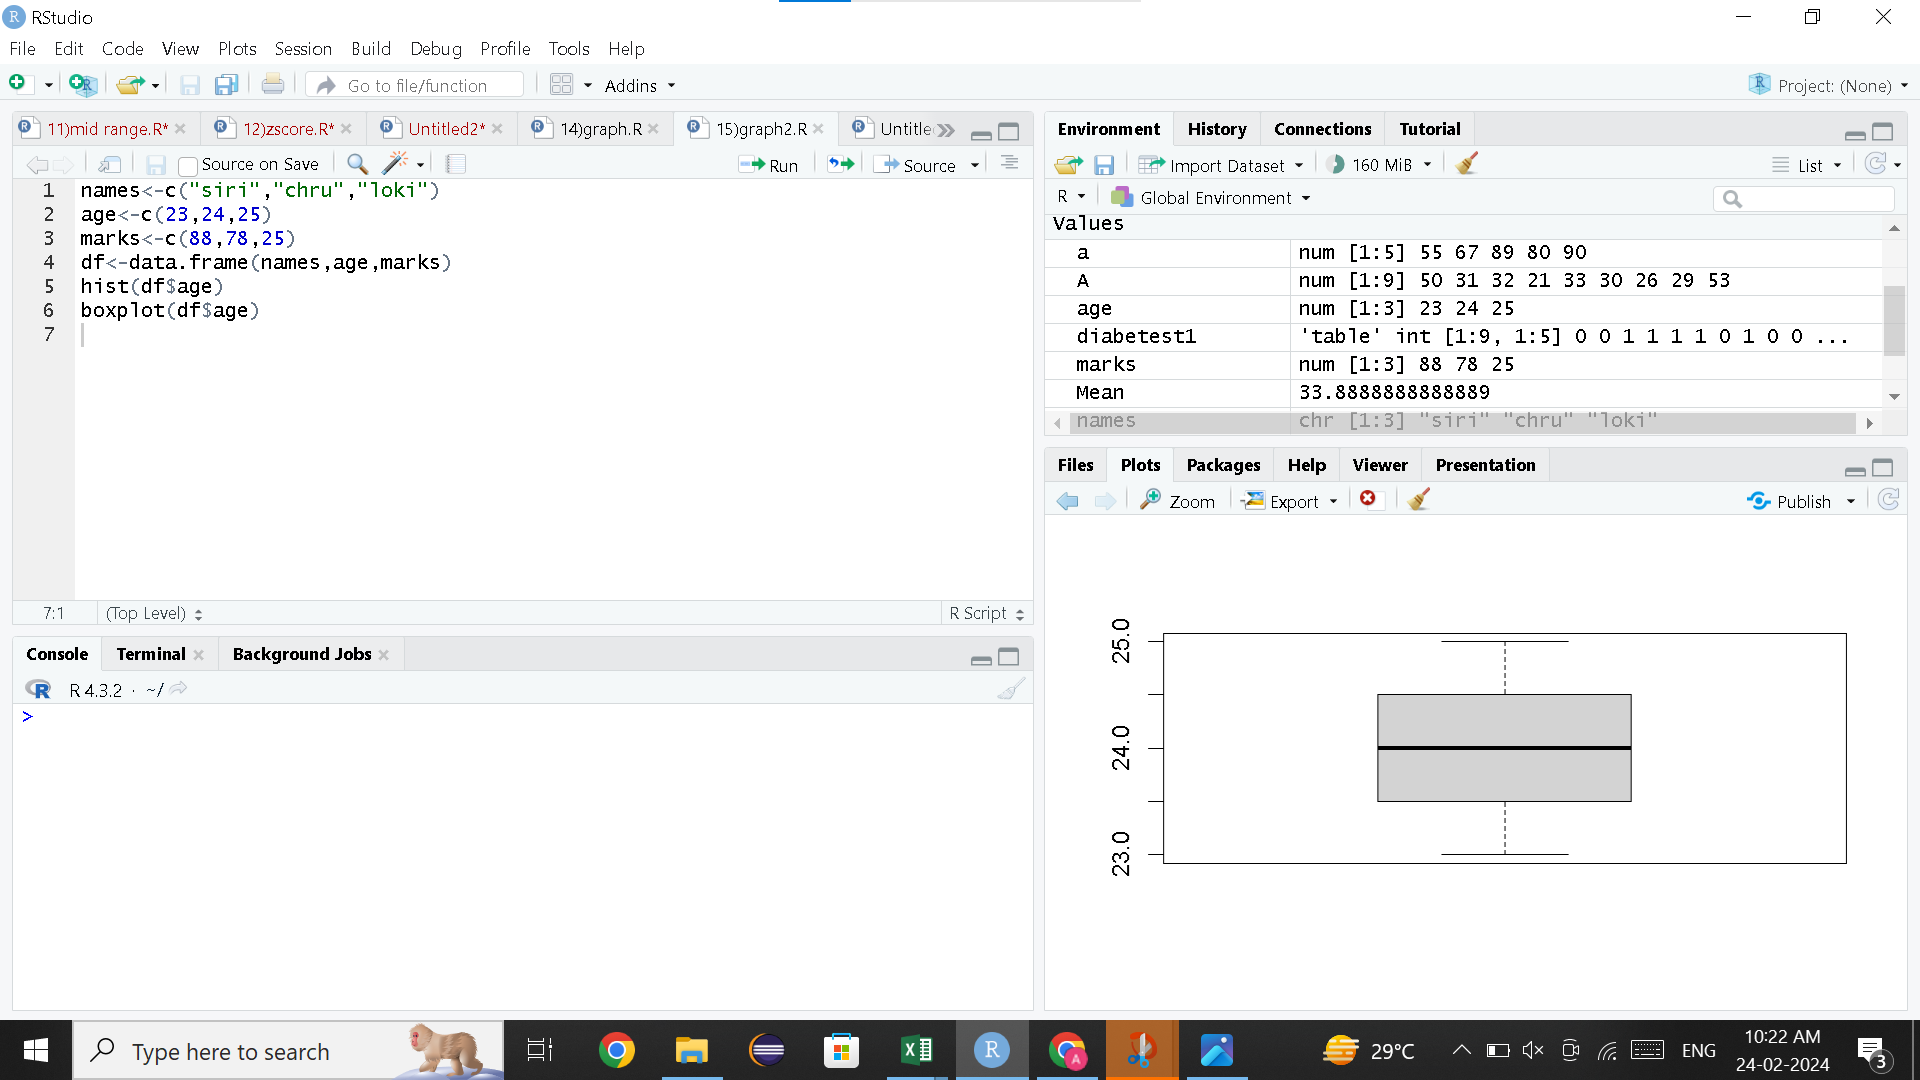 RStudio
File Edit Code View Plots Session Build Debug Profile Tools Help
Go to file/function Addins Project: (None)
11)mid range.R* 12)zscore.R* Untitled2* 14)graph.R 15)graph2.R Untitle
Source on Save Run Source
1 names<-c("siri","chru","loki")
2 age<-c(23,24,25)
3 marks<-c(88,78,25)
4 df<-data.frame(names,age,marks)
5 hist(df$age)
6 boxplot(df$age)
7
7:1 (Top Level) R Script
Console Terminal Background Jobs
R 4.3.2 · ~/
>
Environment History Connections Tutorial
Import Dataset 160 MiB List
R Global Environment
Values
a num [1:5] 55 67 89 80 90
A num [1:9] 50 31 32 21 33 30 26 29 53
age num [1:3] 23 24 25
diabetest1 'table' int [1:9, 1:5] 0 0 1 1 1 1 0 1 0 0 ...
marks num [1:3] 88 78 25
Mean 33.8888888888889
names chr [1:3] "siri" "chru" "loki"
Files Plots Packages Help Viewer Presentation
Zoom Export Publish
25.0
24.0
23.0
Type here to search
29°C ENG
10:22 AM
24-02-2024
3